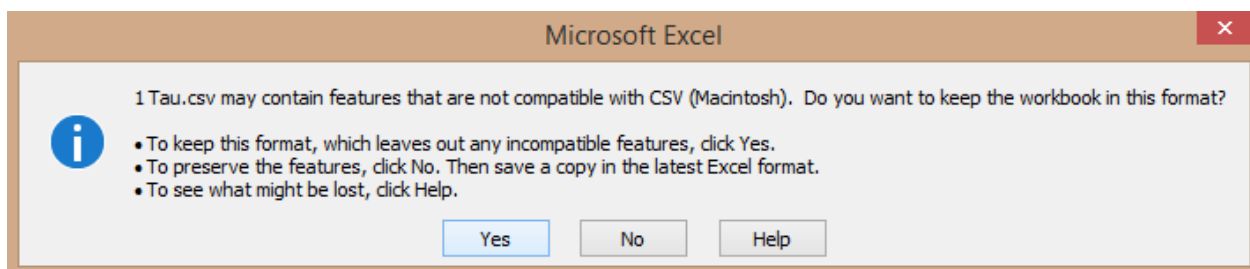 Microsoft Excel
1 Tau.csv may contain features that are not compatible with CSV (Macintosh). Do you want to keep the workbook in this format?
• To keep this format, which leaves out any incompatible features, click Yes.
• To preserve the features, click No. Then save a copy in the latest Excel format.
• To see what might be lost, click Help.
Yes No Help